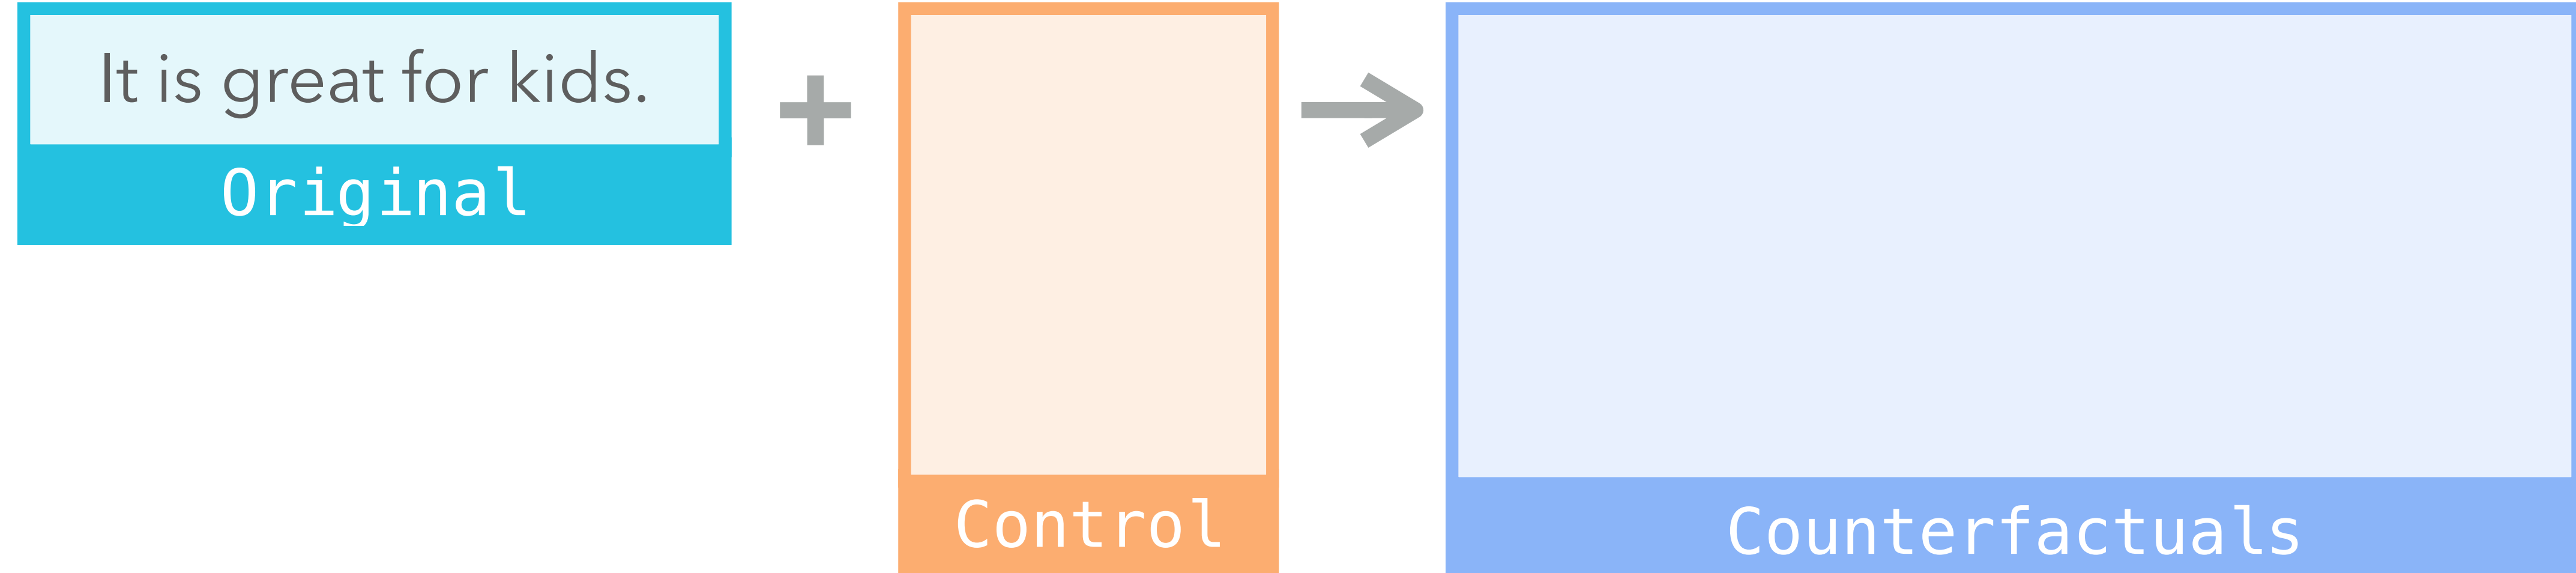 It is great for kids.
Original
+
Control
Counterfactuals